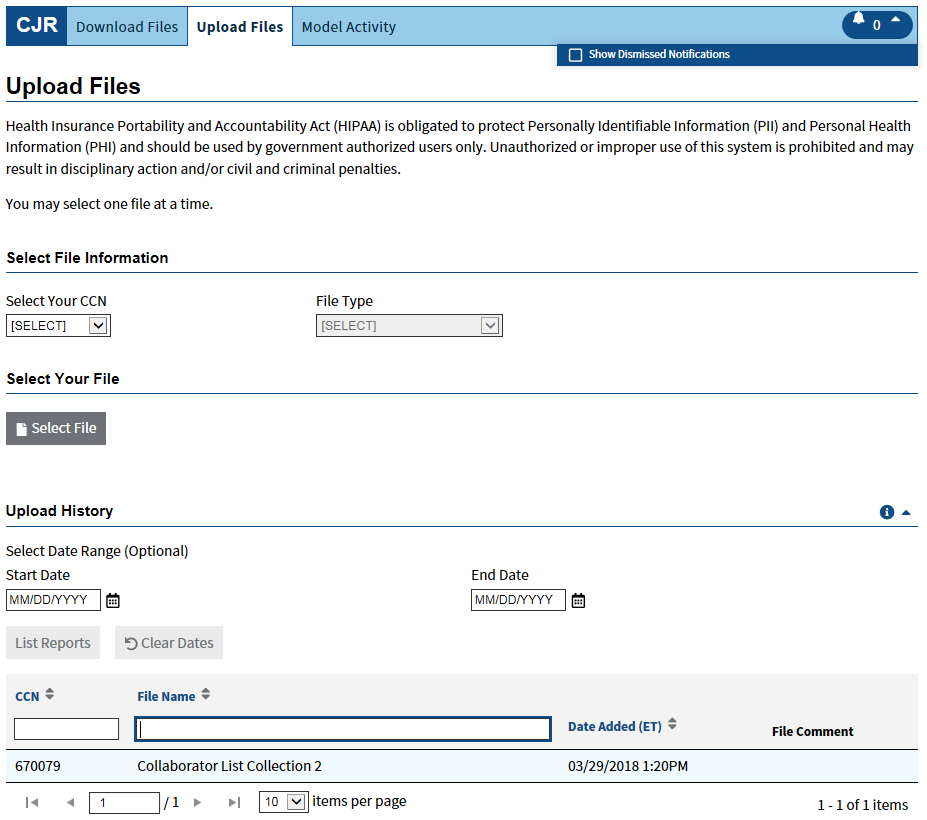 CJR Download Files Upload Files Model Activity 0
Show Dismissed Notifications
Upload Files
Health Insurance Portability and Accountability Act (HIPAA) is obligated to protect Personally Identifiable Information (PII) and Personal Health
Information (PHI) and should be used by government authorized users only. Unauthorized or improper use of this system is prohibited and may
result in disciplinary action and/or civil and criminal penalties.
You may select one file at a time.
Select File Information
Select Your CCN File Type
[SELECT] [SELECT]
Select Your File
Select File
Upload History
Select Date Range (Optional)
Start Date End Date
MM/DD/YYYY MM/DD/YYYY
List Reports Clear Dates
CCN File Name
Date Added (ET) File Comment
670079 Collaborator List Collection 2 03/29/2018 1:20PM
1 / 1 10 items per page 1 - 1 of 1 items